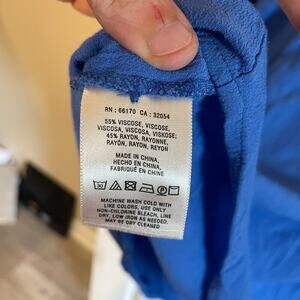 RN : 66170 CA : 32054
55% VISCOSE, VISCOSE,
VISCOSA, VISCOSA, VISKOSE;
45% RAYON, RAYONNE,
RAYÓN, RAYON, REYON
MADE IN CHINA,
HECHO EN CHINA,
FABRIQUÉ EN CHINE
MACHINE WASH COLD WITH
LIKE COLORS, USE ONLY
NON-CHLORINE BLEACH, LINE
DRY, LOW IRON AS NEEDED
MAY BE DRY CLEANED